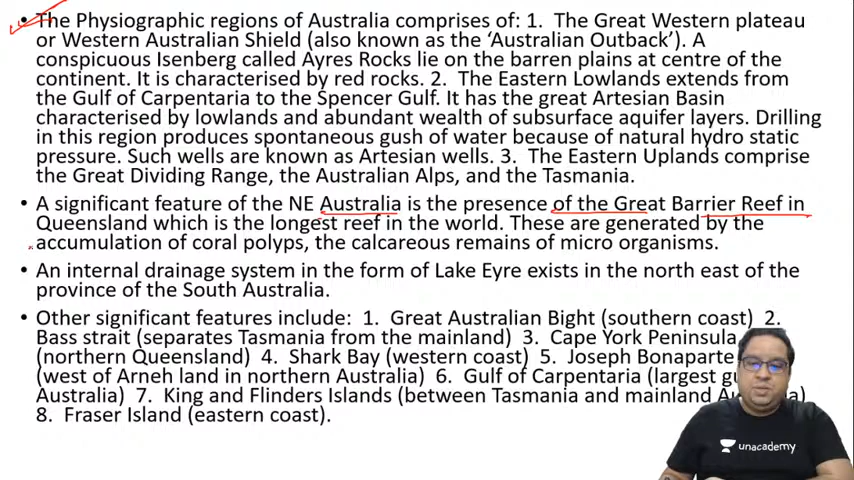 • The Physiographic regions of Australia comprises of: 1. The Great Western plateau
or Western Australian Shield (also known as the ‘Australian Outback’). A
conspicuous Isenberg called Ayres Rocks lie on the barren plains at centre of the
continent. It is characterised by red rocks. 2. The Eastern Lowlands extends from
the Gulf of Carpentaria to the Spencer Gulf. It has the great Artesian Basin
characterised by lowlands and abundant wealth of subsurface aquifer layers. Drilling
in this region produces spontaneous gush of water because of natural hydro static
pressure. Such wells are known as Artesian wells. 3. The Eastern Uplands comprise
the Great Dividing Range, the Australian Alps, and the Tasmania.
• A significant feature of the NE Australia is the presence of the Great Barrier Reef in
Queensland which is the longest reef in the world. These are generated by the
accumulation of coral polyps, the calcareous remains of micro organisms.
• An internal drainage system in the form of Lake Eyre exists in the north east of the
province of the South Australia.
• Other significant features include: 1. Great Australian Bight (southern coast) 2.
Bass strait (separates Tasmania from the mainland) 3. Cape York Peninsula
(northern Queensland) 4. Shark Bay (western coast) 5. Joseph Bonaparte
(west of Arneh land in northern Australia) 6. Gulf of Carpentaria (largest
Australia) 7. King and Flinders Islands (between Tasmania and mainland
8. Fraser Island (eastern coast).
unacademy